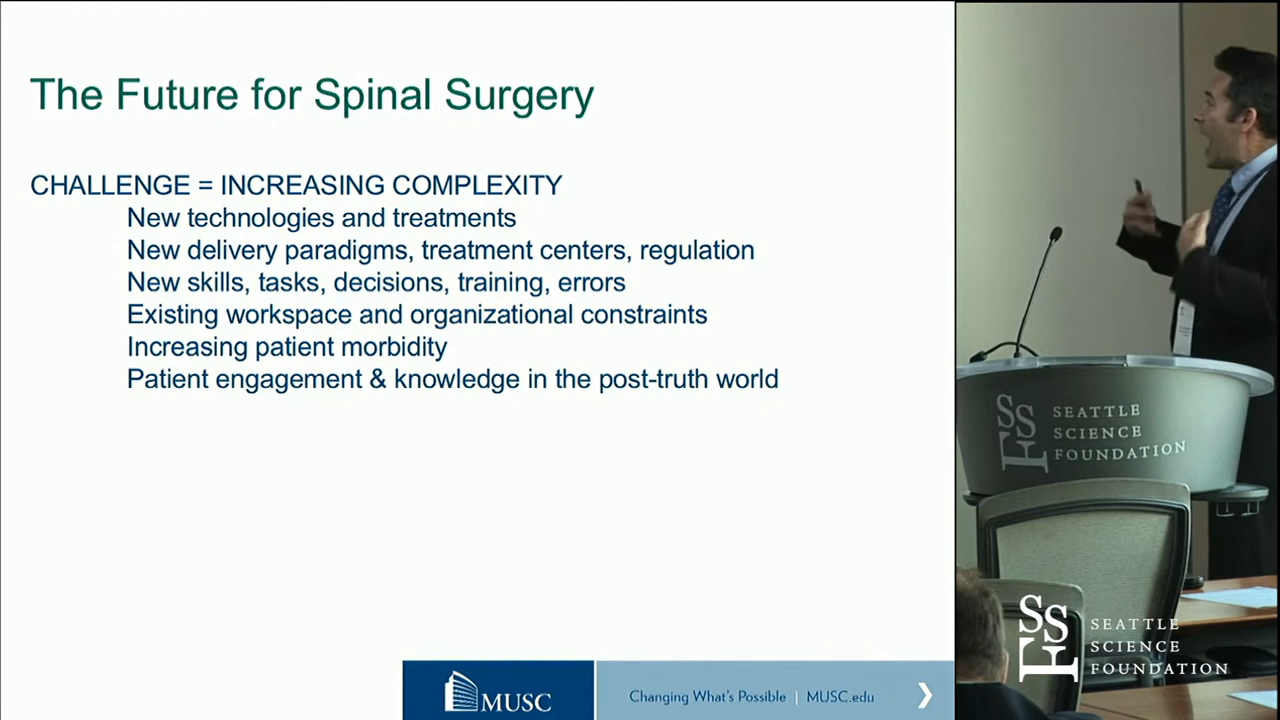 The Future for Spinal Surgery
CHALLENGE = INCREASING COMPLEXITY
New technologies and treatments
New delivery paradigms, treatment centers, regulation
New skills, tasks, decisions, training, errors
Existing workspace and organizational constraints
Increasing patient morbidity
Patient engagement & knowledge in the post-truth world
MUSC
Changing What's Possible | MUSC.edu
SSF
SEATTLE
SCIENCE
FOUNDATION
SSF
SEATTLE
SCIENCE
FOUNDATION